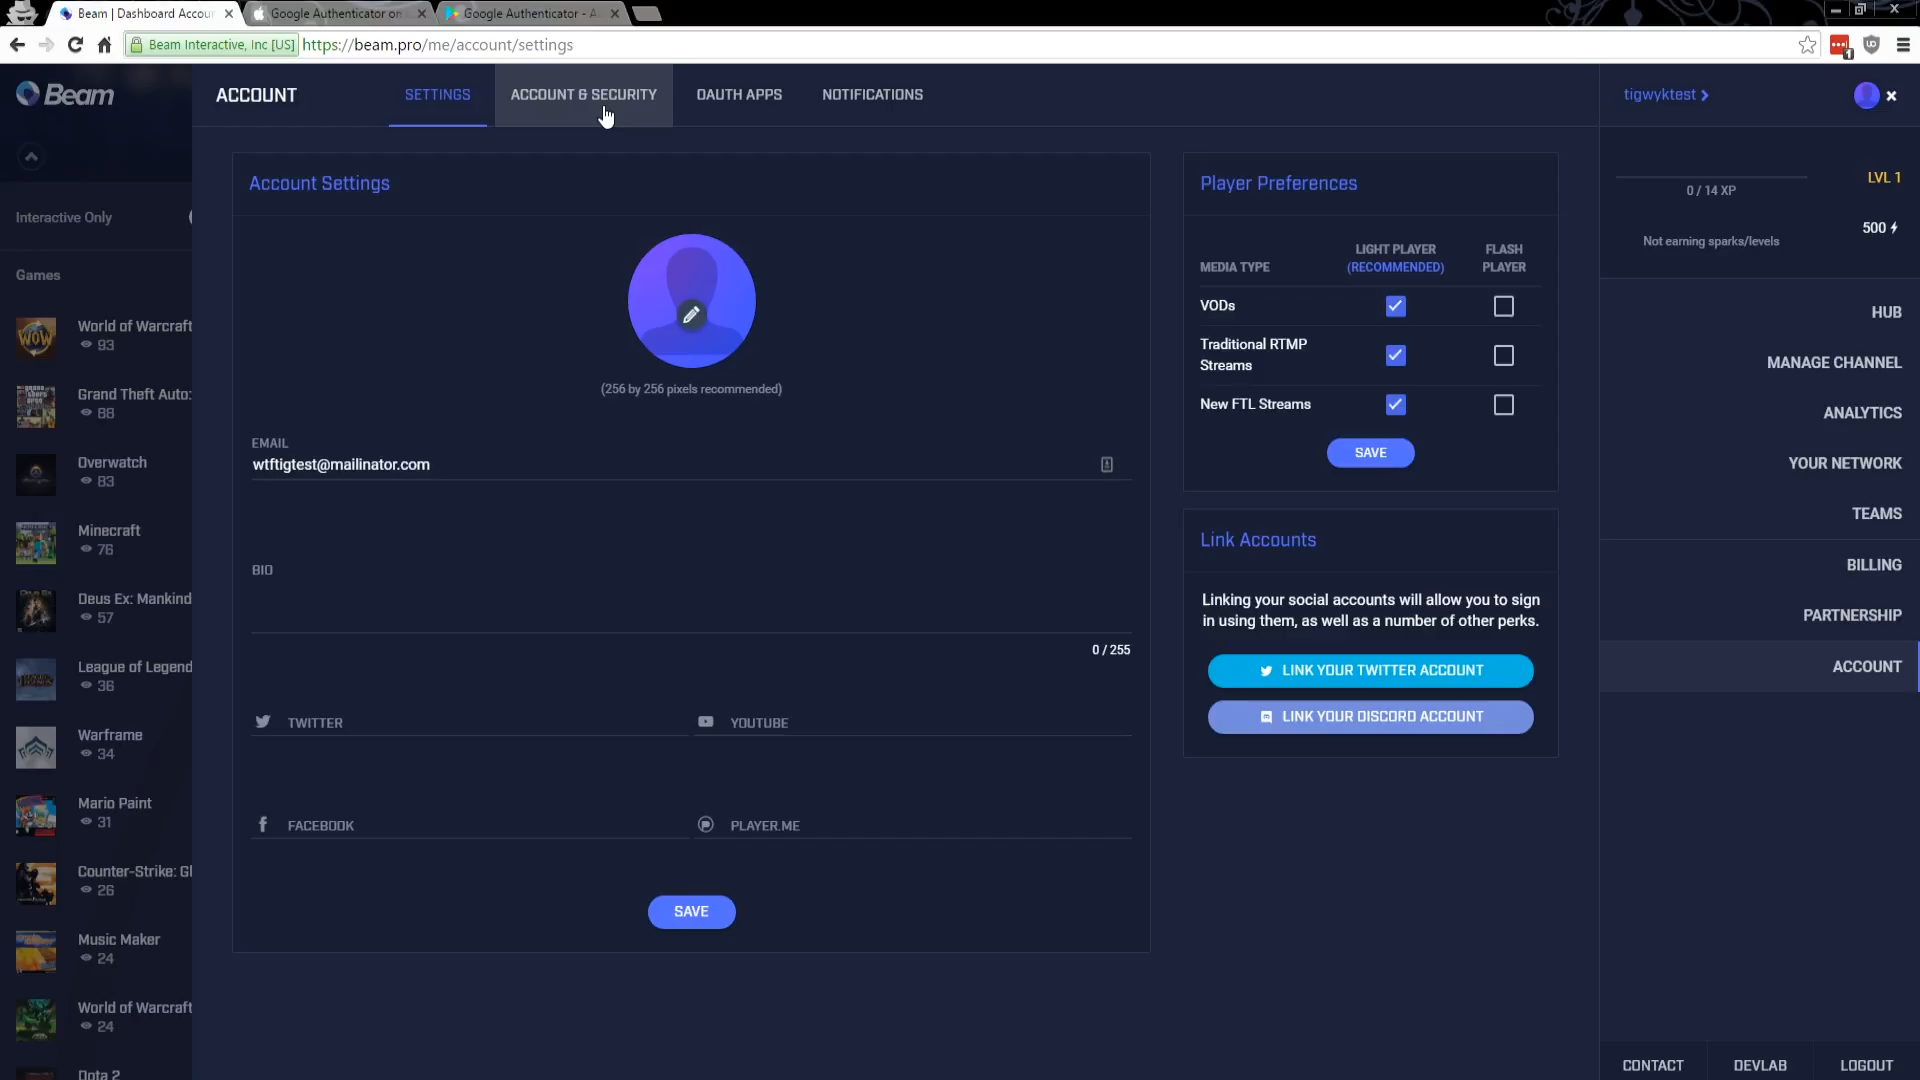 Beam | Dashboard Accou
Google Authenticator on
Google Authenticator - A
Beam Interactive, Inc [US]
https://beam.pro/me/account/settings
1
Beam
ACCOUNT
SETTINGS
ACCOUNT & SECURITY
OAUTH APPS
NOTIFICATIONS
tigwyktest
Interactive Only
Games
World of Warcraft
93
Grand Theft Auto:
88
Overwatch
83
Minecraft
76
Deus Ex: Mankind
57
League of Legend
36
Warframe
34
Mario Paint
31
Counter-Strike: Gl
26
Music Maker
24
World of Warcraft
24
Dota 2
Account Settings
(256 by 256 pixels recommended)
EMAIL
wtftigtest@mailinator.com
BIO
0 / 255
TWITTER
YOUTUBE
FACEBOOK
PLAYER.ME
SAVE
Player Preferences
MEDIA TYPE
LIGHT PLAYER
(RECOMMENDED)
FLASH
PLAYER
VODs
Traditional RTMP
Streams
New FTL Streams
SAVE
Link Accounts
Linking your social accounts will allow you to sign
in using them, as well as a number of other perks.
LINK YOUR TWITTER ACCOUNT
LINK YOUR DISCORD ACCOUNT
LVL 1
0 / 14 XP
500
Not earning sparks/levels
HUB
MANAGE CHANNEL
ANALYTICS
YOUR NETWORK
TEAMS
BILLING
PARTNERSHIP
ACCOUNT
CONTACT
DEVLAB
LOGOUT